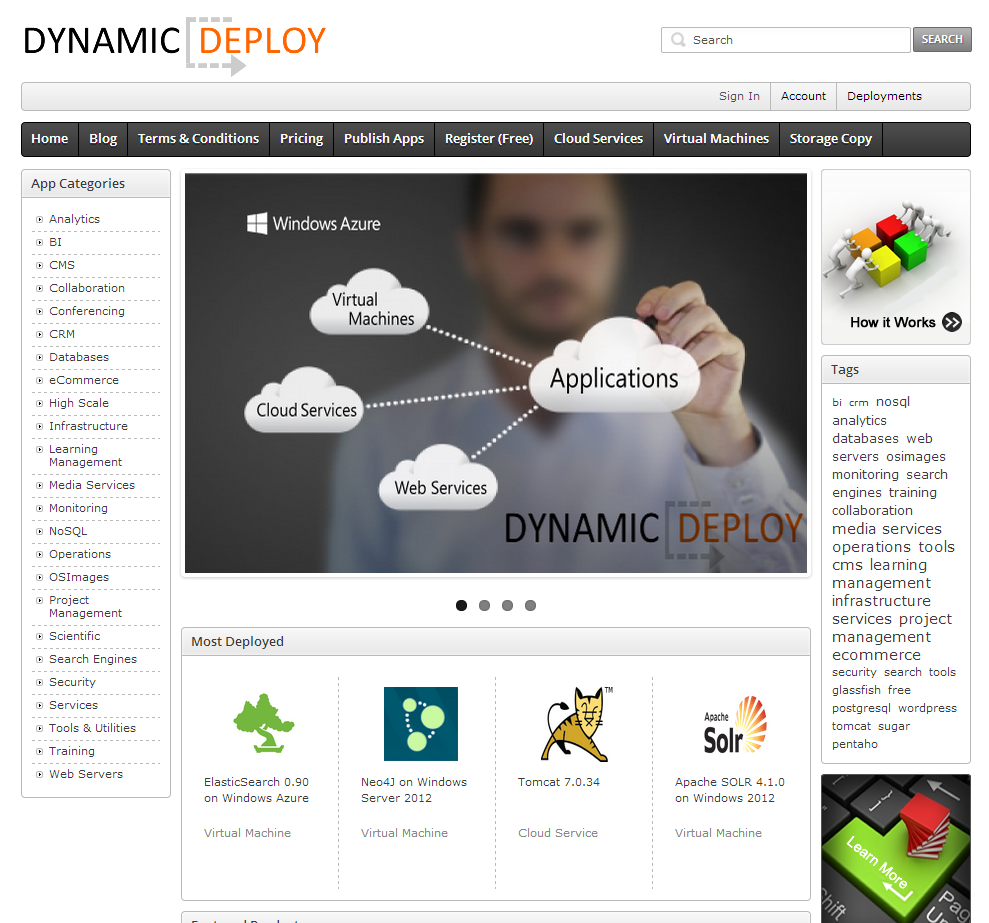 DYNAMIC DEPLOY
Search
SEARCH
Sign In
Account
Deployments
Home
Blog
Terms & Conditions
Pricing
Publish Apps
Register (Free)
Cloud Services
Virtual Machines
Storage Copy
App Categories
Analytics
BI
CMS
Collaboration
Conferencing
CRM
Databases
eCommerce
High Scale
Infrastructure
Learning
Management
Media Services
Monitoring
NoSQL
Operations
OSImages
Project
Management
Scientific
Search Engines
Security
Services
Tools & Utilities
Training
Web Servers
Windows Azure
Virtual
Machines
Applications
Cloud Services
Web Services
DYNAMIC DEPLOY
Most Deployed
TM
Apache
Solr
ElasticSearch 0.90
on Windows Azure
Virtual Machine
Neo4J on Windows
Server 2012
Virtual Machine
Tomcat 7.0.34
Cloud Service
Apache SOLR 4.1.0
on Windows 2012
Virtual Machine
How it Works
Tags
bi crm nosql
analytics
databases web
servers osimages
monitoring search
engines training
collaboration
media services
operations tools
cms learning
management
infrastructure
services project
management
ecommerce
security search tools
glassfish free
postgresql wordpress
tomcat sugar
pentaho
Learn More
Shift